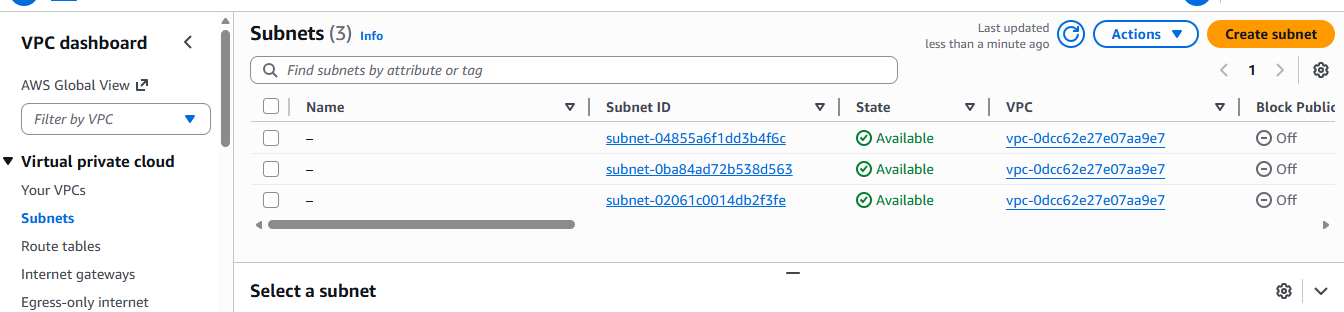 VPC dashboard
AWS Global View
Filter by VPC
Virtual private cloud
Your VPCs
Subnets
Route tables
Internet gateways
Egress-only internet
Subnets (3) Info
Last updated
less than a minute ago
Actions
Create subnet
Find subnets by attribute or tag
1
Name Subnet ID State VPC Block Public
– subnet-04855a6f1dd3b4f6c Available vpc-0dcc62e27e07aa9e7 Off
– subnet-0ba84ad72b538d563 Available vpc-0dcc62e27e07aa9e7 Off
– subnet-02061c0014db2f3fe Available vpc-0dcc62e27e07aa9e7 Off
Select a subnet